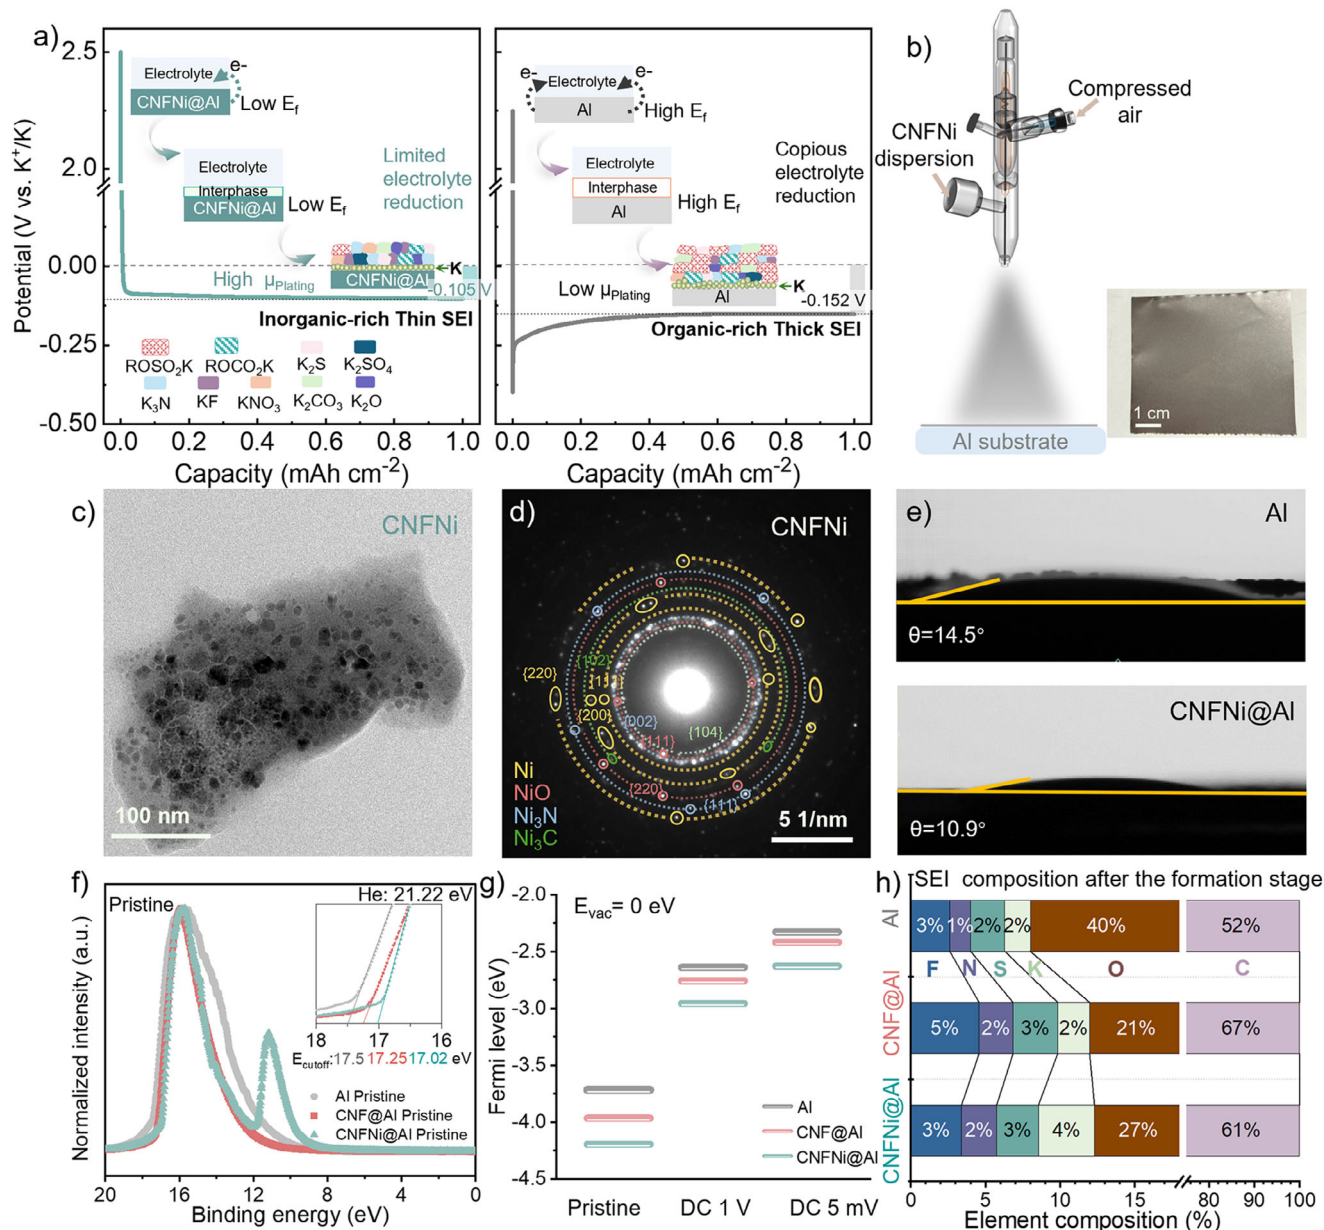 a)
2.5
2.0
0.00
-0.25
-0.50
Potential (V vs. K⁺/K)
Electrolyte
e-
CNFNi@Al
Low E_f
Electrolyte
Interphase
CNFNi@Al
Low E_f
Limited
electrolyte
reduction
High μ_Plating
K
CNFNi@Al
-0.105 V
Inorganic-rich Thin SEI
ROSO₂K
ROCO₂K
K₂S
K₂SO₄
K₃N
KF
KNO₃
K₂CO₃
K₂O
0.0 0.2 0.4 0.6 0.8 1.0
Capacity (mAh cm⁻²)
e-
Electrolyte
e-
Al
High E_f
Electrolyte
Interphase
Al
High E_f
Copious
electrolyte
reduction
Low μ_Plating
K
Al
-0.152 V
Organic-rich Thick SEI
0.0 0.2 0.4 0.6 0.8 1.0
Capacity (mAh cm⁻²)
b)
Compressed
air
CNFNi
dispersion
Al substrate
1 cm
c)
CNFNi
100 nm
d)
CNFNi
{102}
{220}
{111}
{200}
{002}
{111}
{104}
{220}
{111}
Ni
NiO
Ni₃N
Ni₃C
5 1/nm
e)
Al
θ=14.5°
CNFNi@Al
θ=10.9°
f)
Pristine
He: 21.22 eV
18 17 16
E_cutoff:17.5 17.25 17.02 eV
Al Pristine
CNF@Al Pristine
CNFNi@Al Pristine
Normalized intensity (a.u.)
20 16 12 8 4 0
Binding energy (eV)
g)
-2.0
-2.5
-3.0
-3.5
-4.0
-4.5
Fermi level (eV)
E_vac= 0 eV
Al
CNF@Al
CNFNi@Al
Pristine DC 1 V DC 5 mV
h)
SEI composition after the formation stage
Al
3% 1% 2% 2% 40% 52%
F N S K O C
CNF@Al
5% 2% 3% 2% 21% 67%
CNFNi@Al
3% 2% 3% 4% 27% 61%
0 5 10 15 80 90 100
Element composition (%)